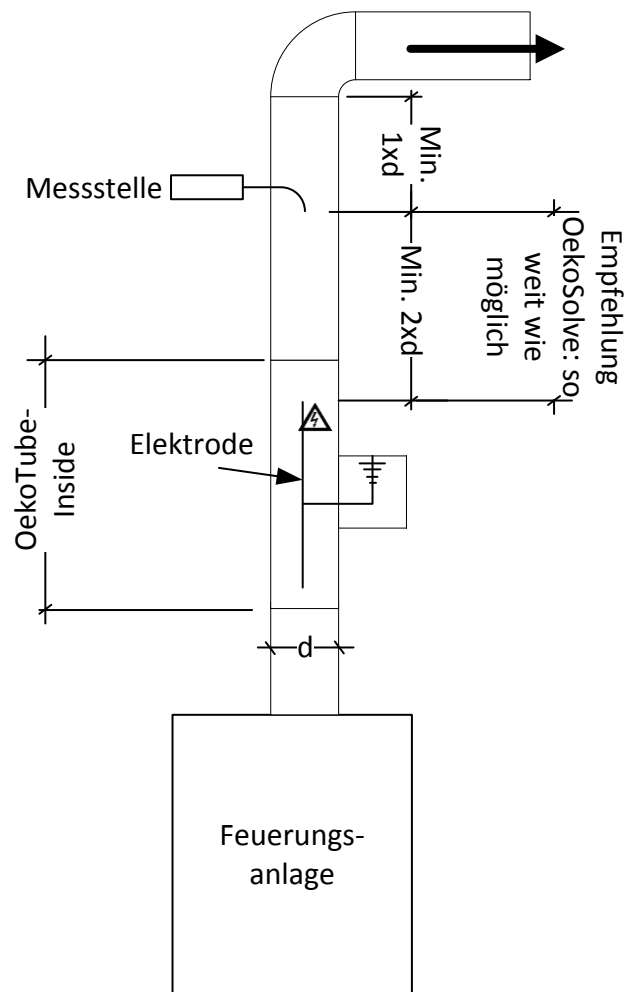 Min.
1xd
Messstelle
Min. 2xd
Empfehlung
OekoSolve: so
weit wie
möglich
OekoTube-
Inside
Elektrode
d
Feuerungs-
anlage